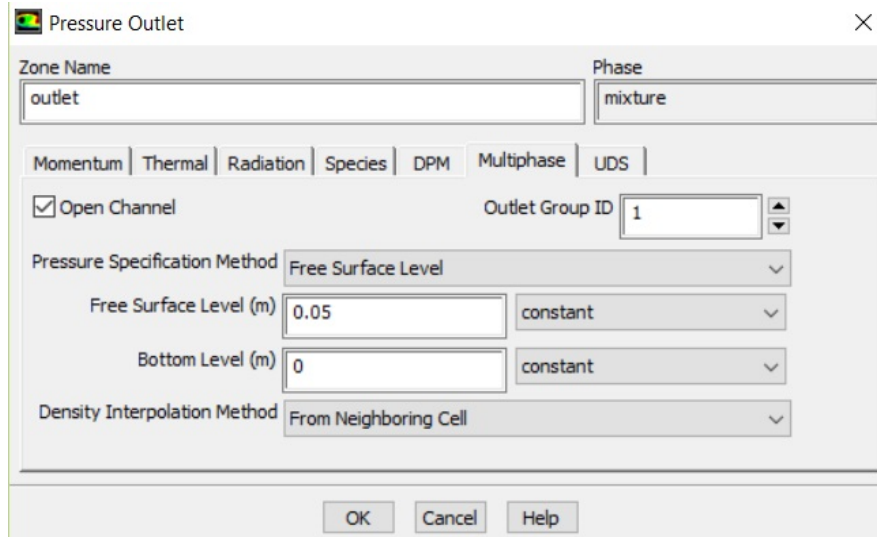 Pressure Outlet
Zone Name Phase
outlet mixture
Momentum Thermal Radiation Species DPM Multiphase UDS
Open Channel Outlet Group ID 1
Pressure Specification Method Free Surface Level
Free Surface Level (m) 0.05 constant
Bottom Level (m) 0 constant
Density Interpolation Method From Neighboring Cell
OK Cancel Help